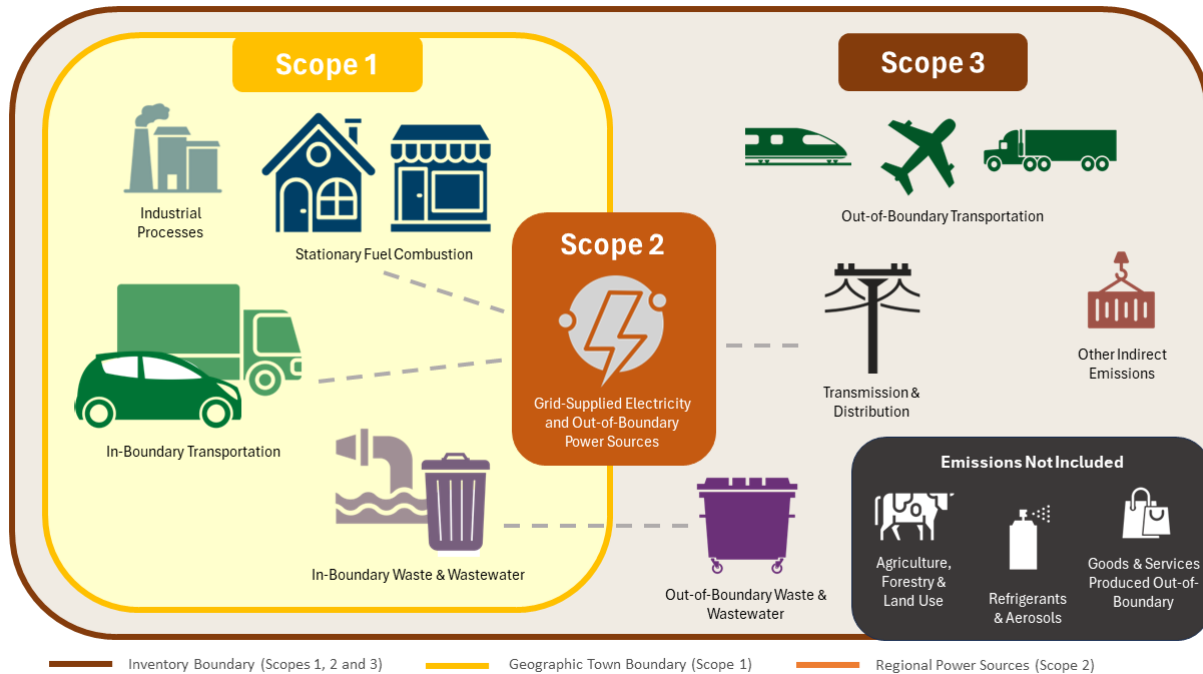 Scope 1
Scope 3
Industrial
Processes
Stationary Fuel Combustion
Out-of-Boundary Transportation
Scope 2
Grid-Supplied Electricity
and Out-of-Boundary
Power Sources
Transmission &
Distribution
Other Indirect
Emissions
In-Boundary Transportation
In-Boundary Waste & Wastewater
Out-of-Boundary Waste &
Wastewater
Emissions Not Included
Agriculture,
Forestry &
Land Use
Refrigerants
& Aerosols
Goods & Services
Produced Out-of-
Boundary
Inventory Boundary (Scopes 1, 2 and 3)
Geographic Town Boundary (Scope 1)
Regional Power Sources (Scope 2)